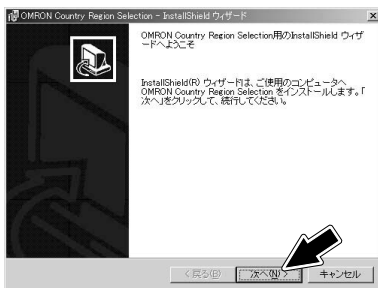 OMRON Country Region Selection - InstallShield ウィザード
OMRON Country Region Selection用のInstallShield ウィザ
ードへようこそ
InstallShield(R) ウィザードは、ご使用のコンピュータへ
OMRON Country Region Selection をインストールします。「
次へ」をクリックして、続行してください。
< 戻る(B)
次へ(N) >
キャンセル